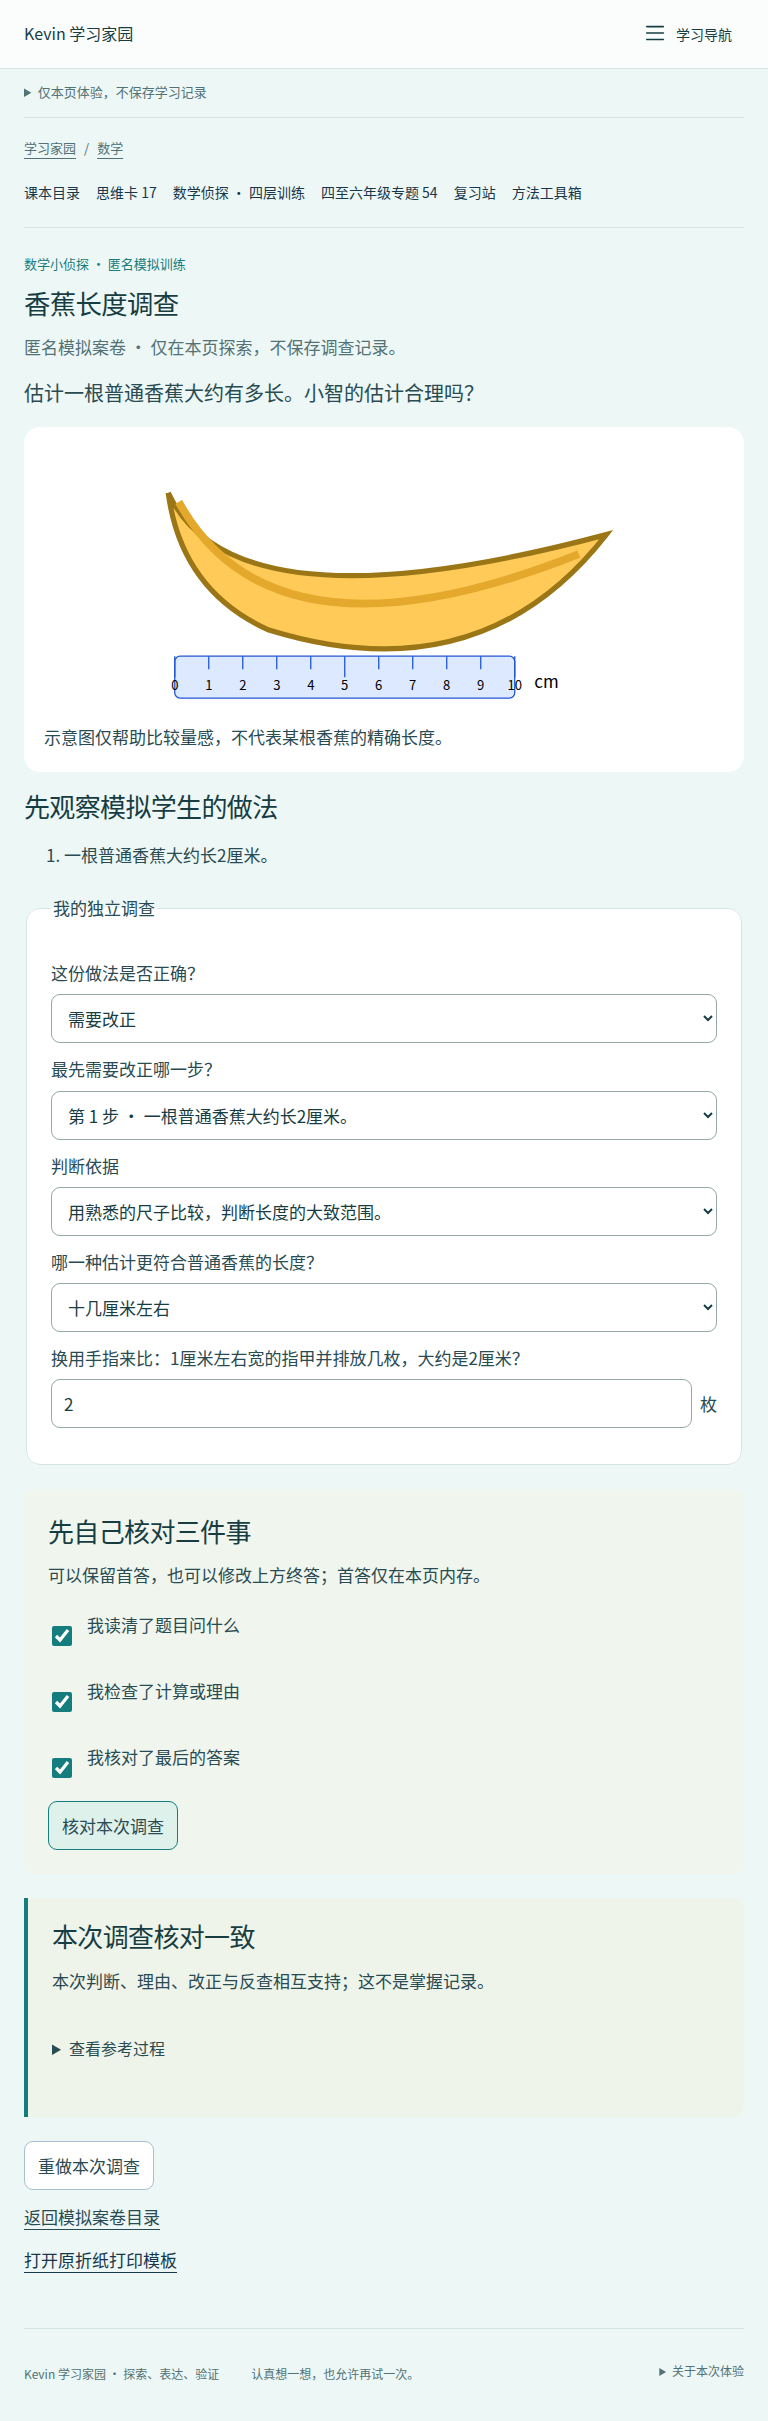 Kevin 学习家园
学习导航
仅本页体验，不保存学习记录
学习家园 / 数学
课本目录 思维卡 17 数学侦探 · 四层训练 四至六年级专题 54 复习站 方法工具箱
数学小侦探 · 匿名模拟训练
香蕉长度调查
匿名模拟案卷 · 仅在本页探索，不保存调查记录。
估计一根普通香蕉大约有多长。小智的估计合理吗？
0 1 2 3 4 5 6 7 8 9 10 cm
示意图仅帮助比较量感，不代表某根香蕉的精确长度。
先观察模拟学生的做法
1. 一根普通香蕉大约长2厘米。
我的独立调查
这份做法是否正确？
需要改正
最先需要改正哪一步？
第 1 步 · 一根普通香蕉大约长2厘米。
判断依据
用熟悉的尺子比较，判断长度的大致范围。
哪一种估计更符合普通香蕉的长度？
十几厘米左右
换用手指来比：1厘米左右宽的指甲并排放几枚，大约是2厘米？
2 枚
先自己核对三件事
可以保留首答，也可以修改上方终答；首答仅在本页内存。
我读清了题目问什么
我检查了计算或理由
我核对了最后的答案
核对本次调查
本次调查核对一致
本次判断、理由、改正与反查相互支持；这不是掌握记录。
查看参考过程
重做本次调查
返回模拟案卷目录
打开原折纸打印模板
Kevin 学习家园 · 探索、表达、验证 认真想一想，也允许再试一次。
关于本次体验